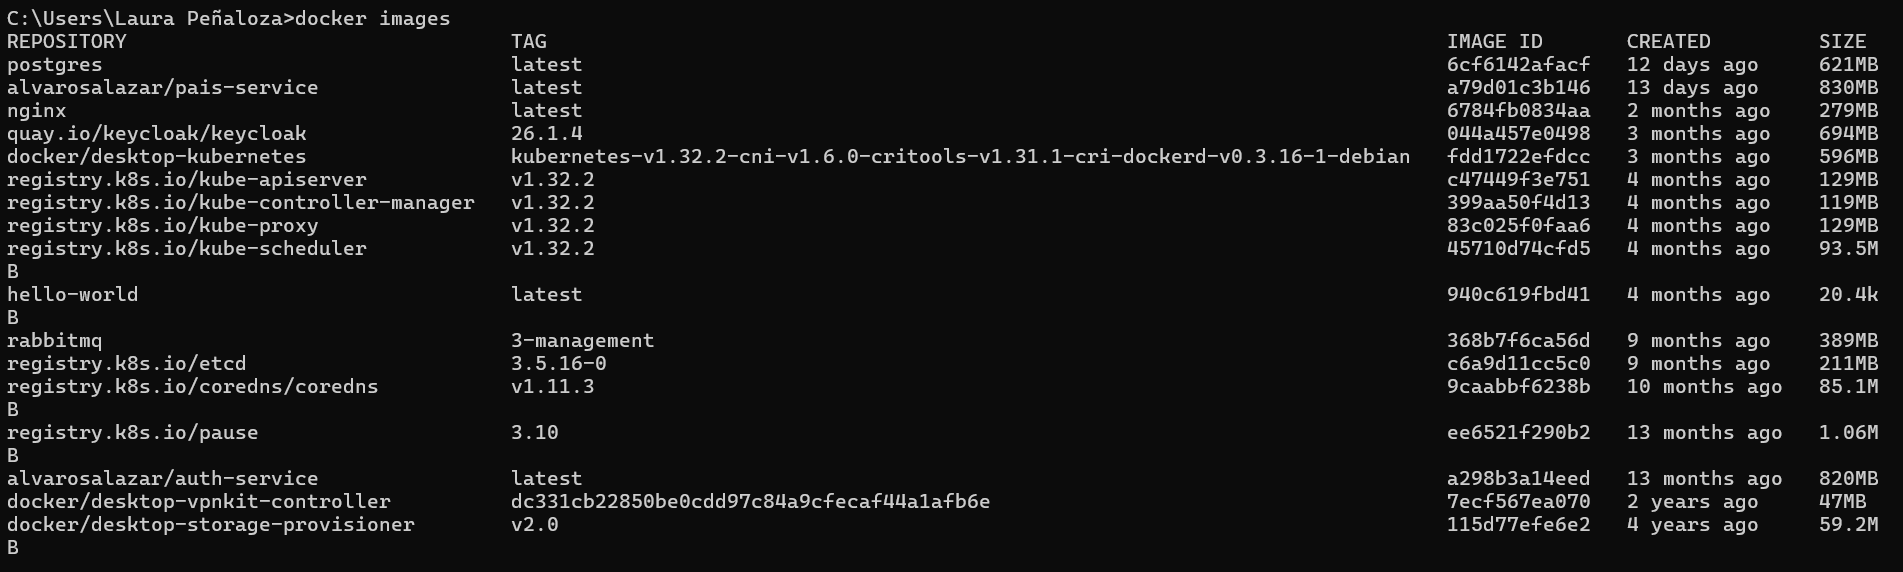 C:\Users\Laura Peñaloza>docker images
REPOSITORY                                TAG                                                                           IMAGE ID       CREATED         SIZE
postgres                                  latest                                                                        6cf6142afacf   12 days ago     621MB
alvarosalazar/pais-service                latest                                                                        a79d01c3b146   13 days ago     830MB
nginx                                     latest                                                                        6784fb0834aa   2 months ago    279MB
quay.io/keycloak/keycloak                 26.1.4                                                                        044a457e0498   3 months ago    694MB
docker/desktop-kubernetes                 kubernetes-v1.32.2-cni-v1.6.0-critools-v1.31.1-cri-dockerd-v0.3.16-1-debian   fdd1722efdcc   3 months ago    596MB
registry.k8s.io/kube-apiserver            v1.32.2                                                                       c47449f3e751   4 months ago    129MB
registry.k8s.io/kube-controller-manager   v1.32.2                                                                       399aa50f4d13   4 months ago    119MB
registry.k8s.io/kube-proxy                v1.32.2                                                                       83c025f0faa6   4 months ago    129MB
registry.k8s.io/kube-scheduler            v1.32.2                                                                       45710d74cfd5   4 months ago    93.5M
B
hello-world                               latest                                                                        940c619fbd41   4 months ago    20.4k
B
rabbitmq                                  3-management                                                                  368b7f6ca56d   9 months ago    389MB
registry.k8s.io/etcd                      3.5.16-0                                                                      c6a9d11cc5c0   9 months ago    211MB
registry.k8s.io/coredns/coredns           v1.11.3                                                                       9caabbf6238b   10 months ago   85.1M
B
registry.k8s.io/pause                     3.10                                                                          ee6521f290b2   13 months ago   1.06M
B
alvarosalazar/auth-service                latest                                                                        a298b3a14eed   13 months ago   820MB
docker/desktop-vpnkit-controller          dc331cb22850be0cdd97c84a9cfecaf44a1afb6e                                      7ecf567ea070   2 years ago     47MB
docker/desktop-storage-provisioner        v2.0                                                                          115d77efe6e2   4 years ago     59.2M
B